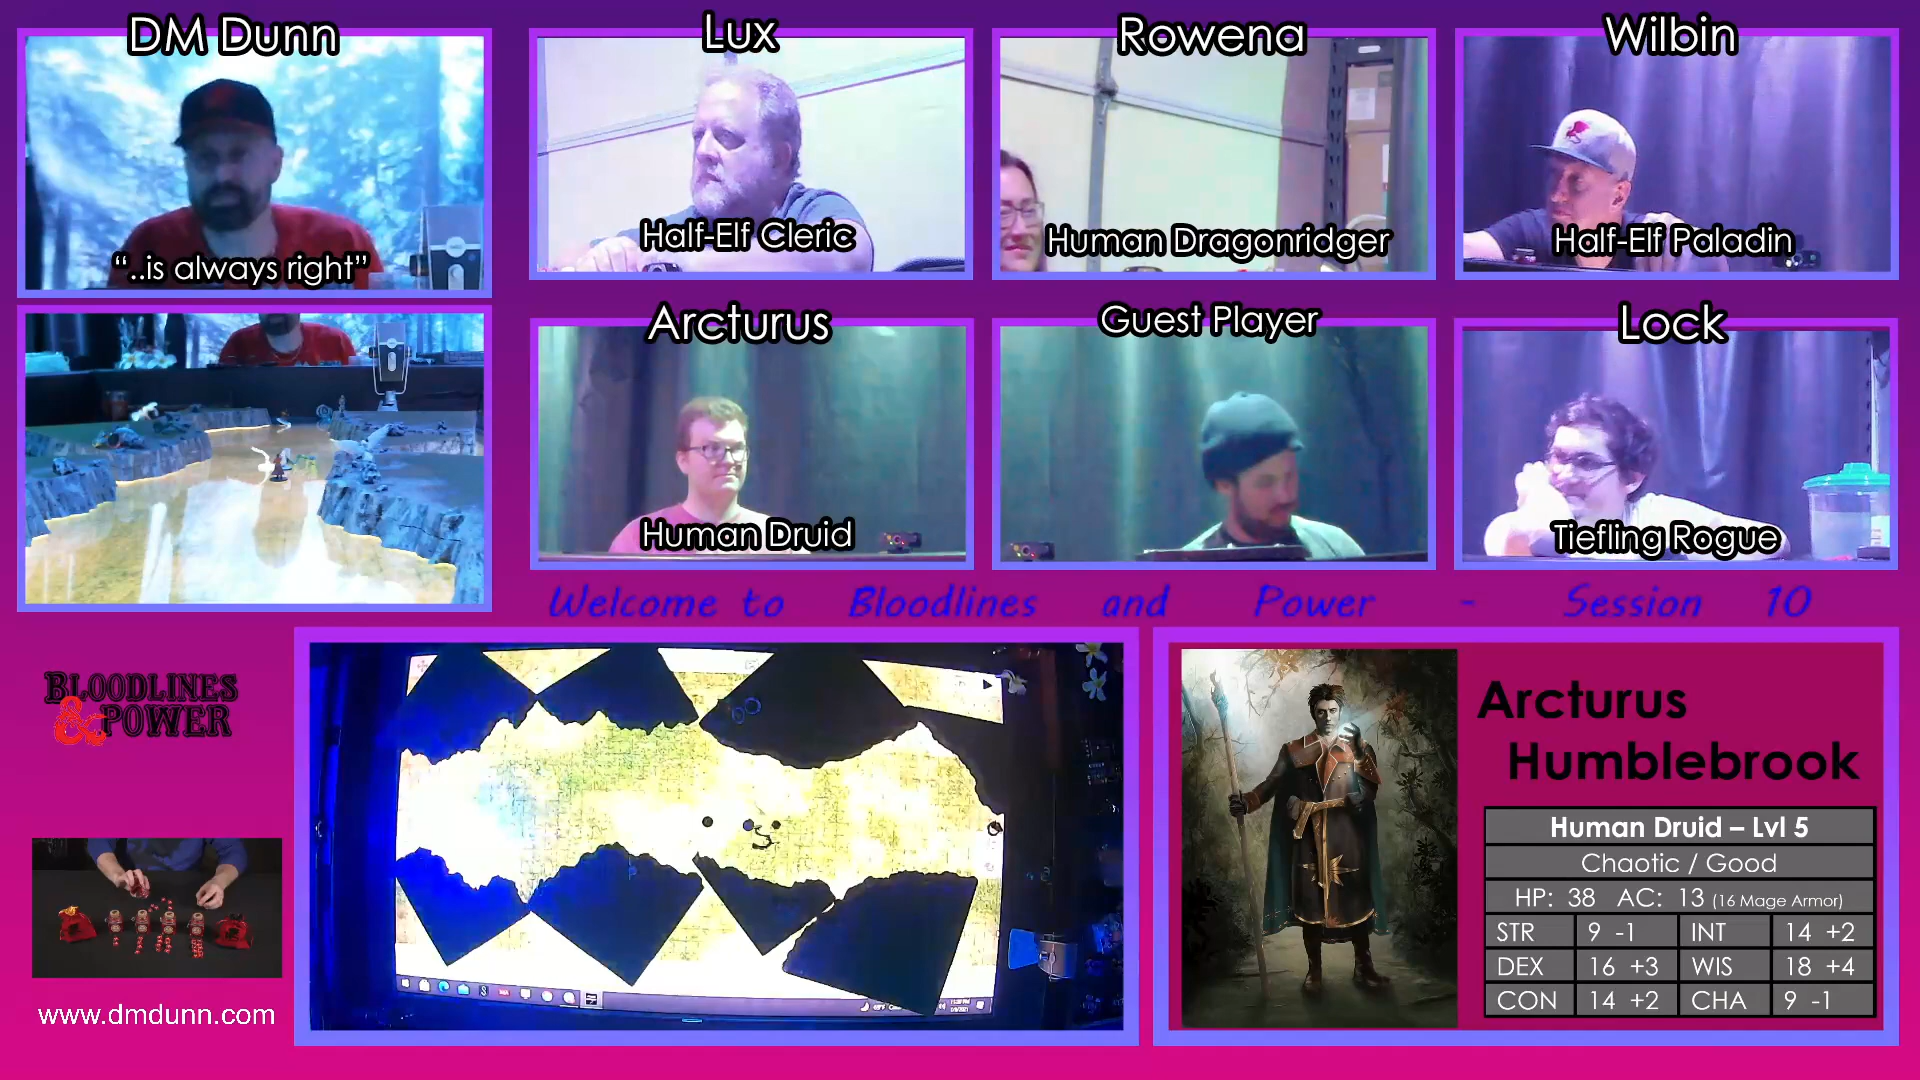 DM Dunn
“..is always right”
Lux
Half-Elf Cleric
Rowena
Human Dragonridger
Wilbin
Half-Elf Paladin
Arcturus
Human Druid
Guest Player
Lock
Tiefling Rogue
Welcome to Bloodlines and Power - Session 10
BLOODLINES
& POWER
www.dmdunn.com
Arcturus
Humblebrook
Human Druid – Lvl 5
Chaotic / Good
HP: 38 AC: 13 (16 Mage Armor)
STR 9 -1 INT 14 +2
DEX 16 +3 WIS 18 +4
CON 14 +2 CHA 9 -1